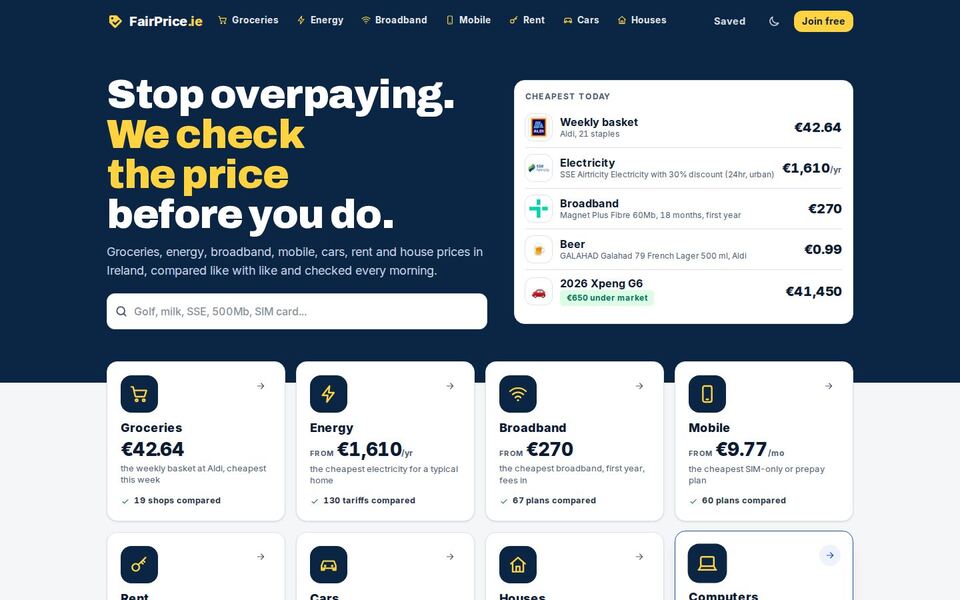 FairPrice.ie
Groceries
Energy
Broadband
Mobile
Rent
Cars
Houses
Saved
Join free
Stop overpaying.
We check
the price
before you do.
Groceries, energy, broadband, mobile, cars, rent and house prices in
Ireland, compared like with like and checked every morning.
Golf, milk, SSE, 500Mb, SIM card...
CHEAPEST TODAY
ALDI
Weekly basket
Aldi, 21 staples
€42.64
Electricity
SSE Airtricity Electricity with 30% discount (24hr, urban)
€1,610/yr
Broadband
Magnet Plus Fibre 60Mb, 18 months, first year
€270
Beer
GALAHAD Galahad 79 French Lager 500 ml, Aldi
€0.99
2026 Xpeng G6
€650 under market
€41,450
Groceries
€42.64
the weekly basket at Aldi, cheapest
this week
19 shops compared
Energy
FROM €1,610/yr
the cheapest electricity for a typical
home
130 tariffs compared
Broadband
FROM €270
the cheapest broadband, first year,
fees in
67 plans compared
Mobile
FROM €9.77/mo
the cheapest SIM-only or prepay
plan
60 plans compared
Rent
Cars
Houses
Computers